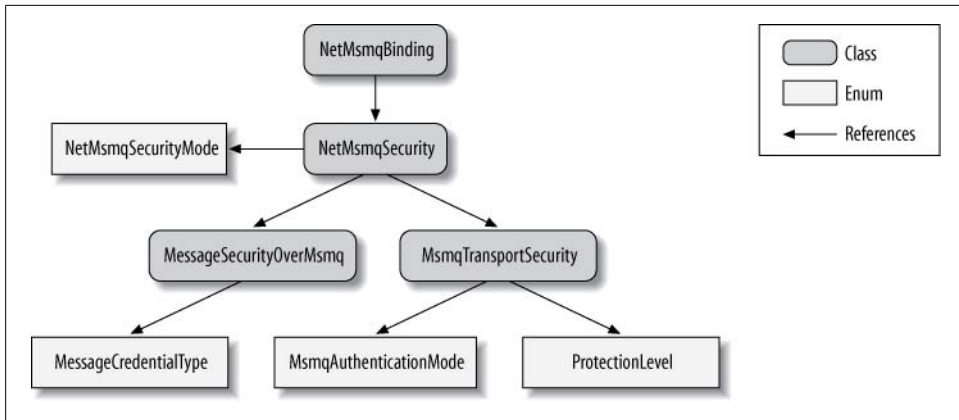 NetMsmqBinding
Class
Enum
References
NetMsmqSecurityMode
NetMsmqSecurity
MessageSecurityOverMsmq
MsmqTransportSecurity
MessageCredentialType
MsmqAuthenticationMode
ProtectionLevel